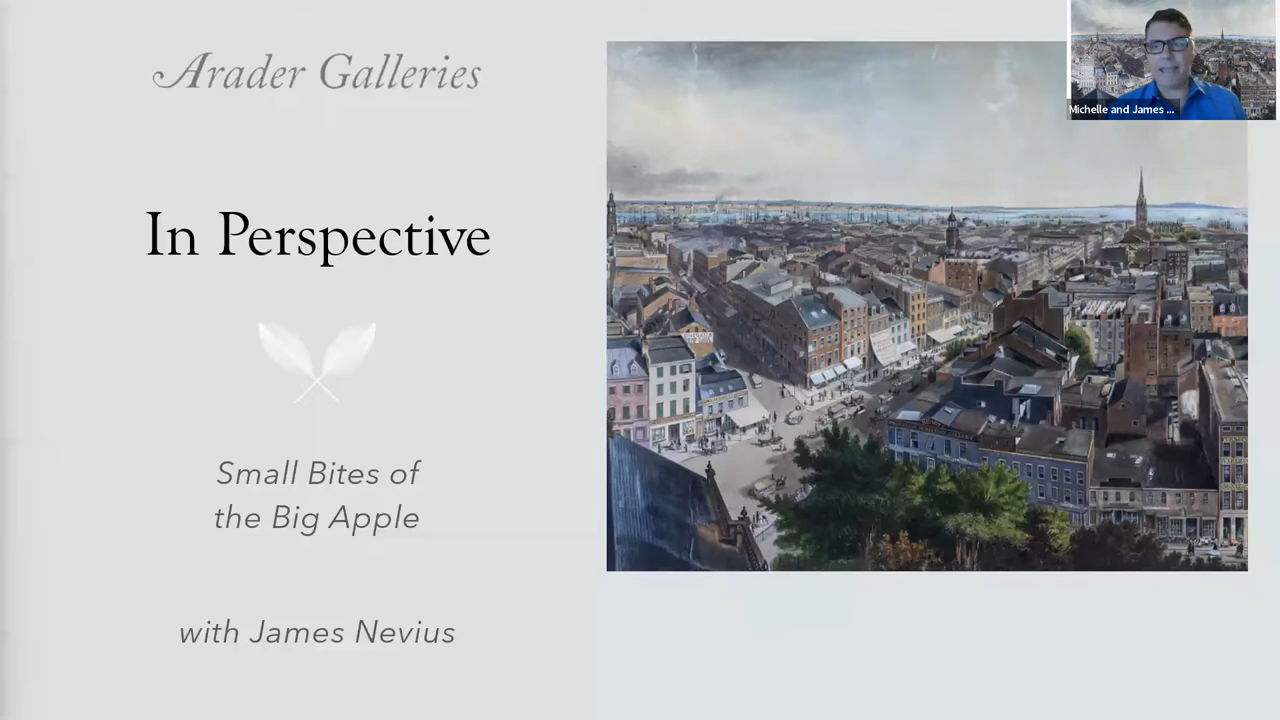 Arader Galleries
Michelle and James ...
In Perspective
Small Bites of
the Big Apple
with James Nevius